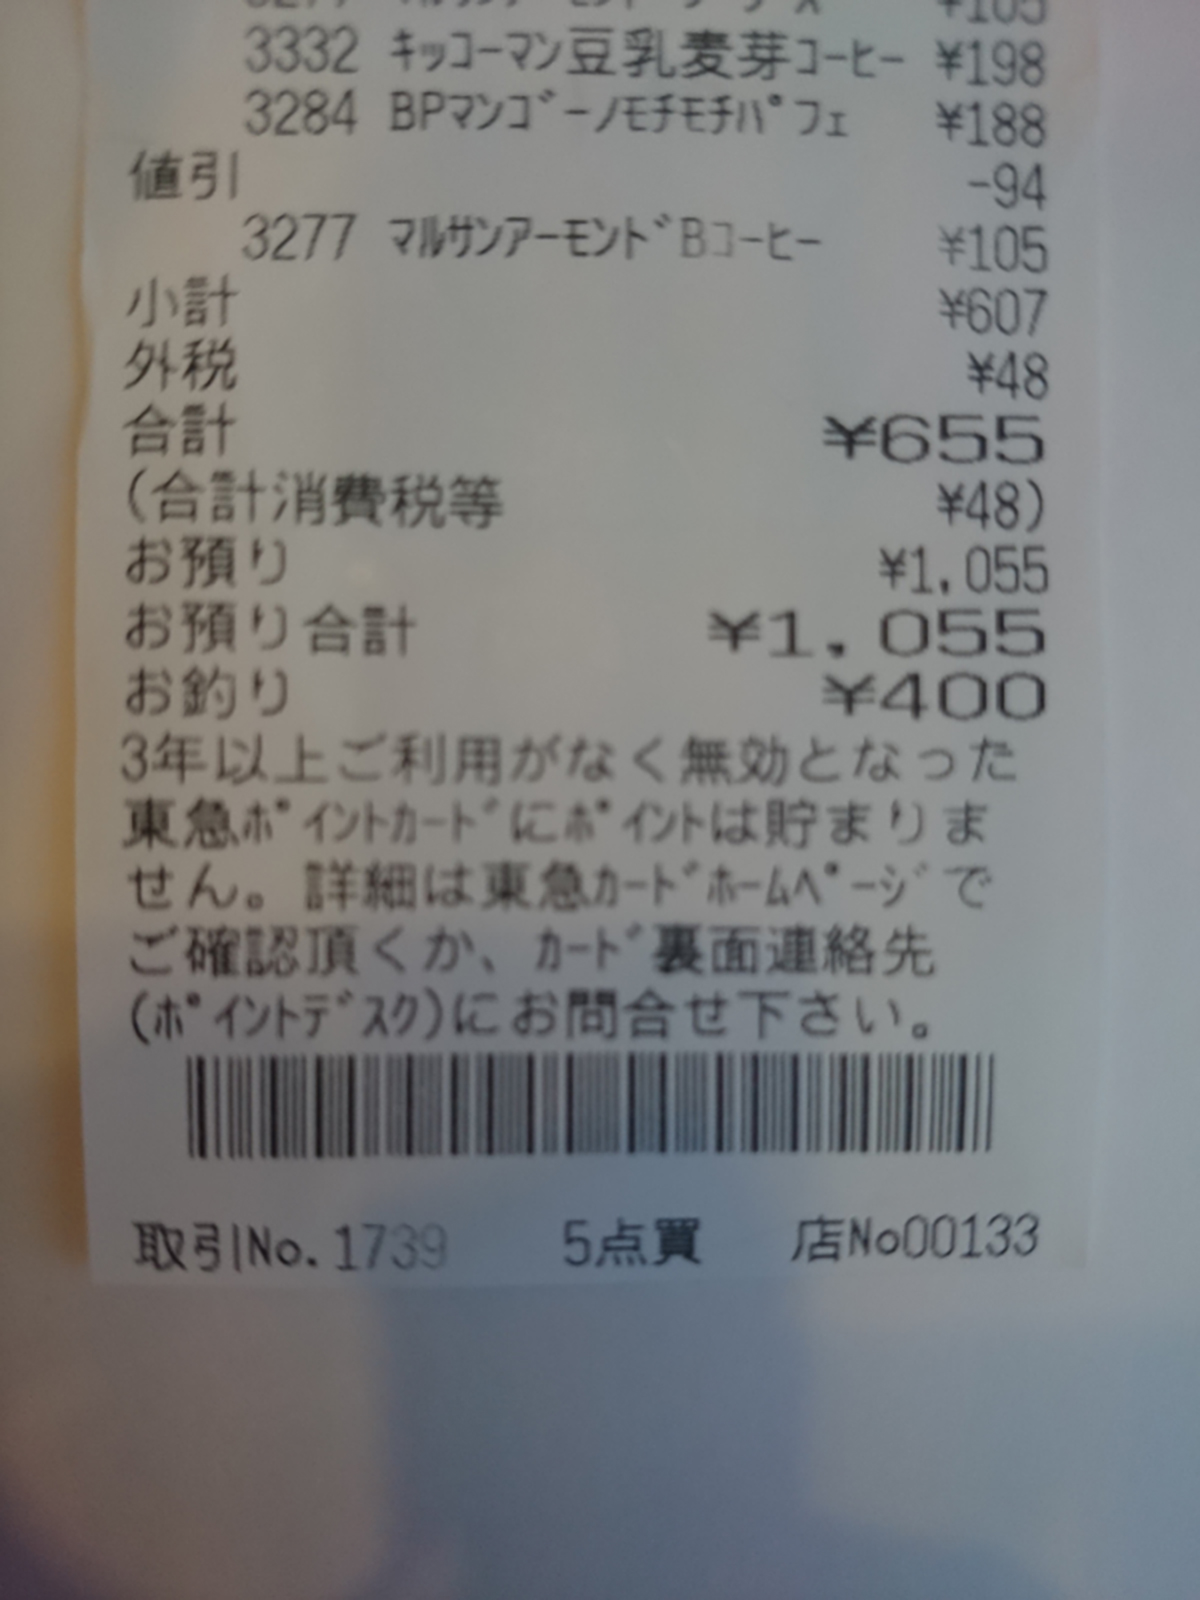 3332 ｷｯｺｰﾏﾝ豆乳麦芽ｺｰﾋｰ ¥198
3284 BPﾏﾝｺﾞｰﾉﾓﾁﾓﾁﾊﾟﾌｪ ¥188
値引 -94
3277 ﾏﾙｻﾝｱｰﾓﾝﾄﾞBｺｰﾋｰ ¥105
小計 ¥607
外税 ¥48
合計 ¥655
(合計消費税等 ¥48)
お預り ¥1,055
お預り合計 ¥1,055
お釣り ¥400
3年以上ご利用がなく無効となった
東急ﾎﾟｲﾝﾄｶｰﾄﾞにﾎﾟｲﾝﾄは貯まりま
せん。詳細は東急ｶｰﾄﾞﾎｰﾑﾍﾟｰｼﾞで
ご確認頂くか、ｶｰﾄﾞ裏面連絡先
(ﾎﾟｲﾝﾄﾃﾞｽｸ)にお問合せ下さい。
取引No.1739 5点買 店No00133